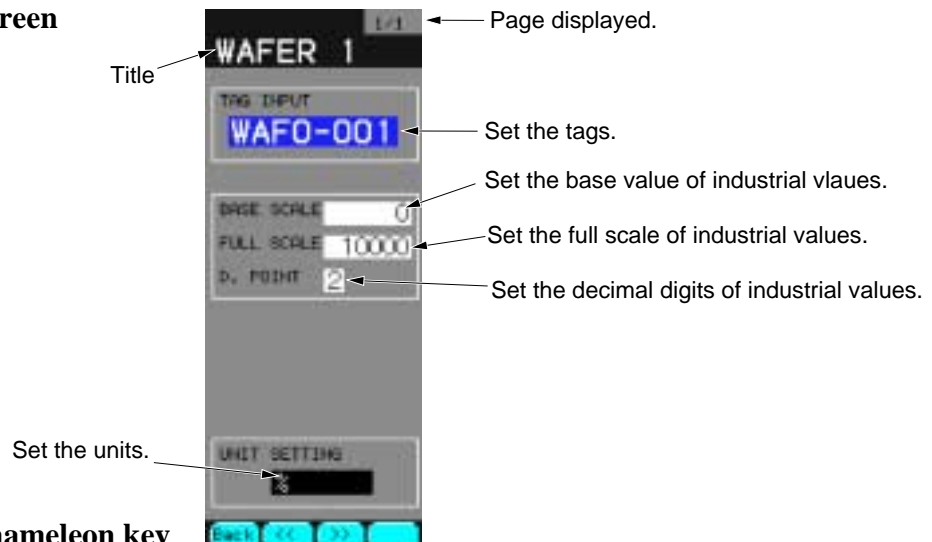 reen
1/1
Page displayed.
WAFER 1
Title
TAG INPUT
WAFO-001
Set the tags.
Set the base value of industrial vlaues.
BASE SCALE 0
FULL SCALE 10000
Set the full scale of industrial values.
D. POINT 2
Set the decimal digits of industrial values.
Set the units.
UNIT SETTING
%
hameleon key
Back << >>